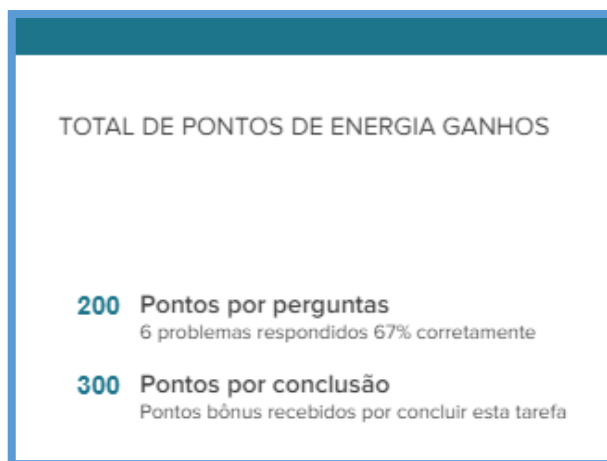 TOTAL DE PONTOS DE ENERGIA GANHOS
200 Pontos por perguntas
6 problemas respondidos 67% corretamente
300 Pontos por conclusão
Pontos bônus recebidos por concluir esta tarefa